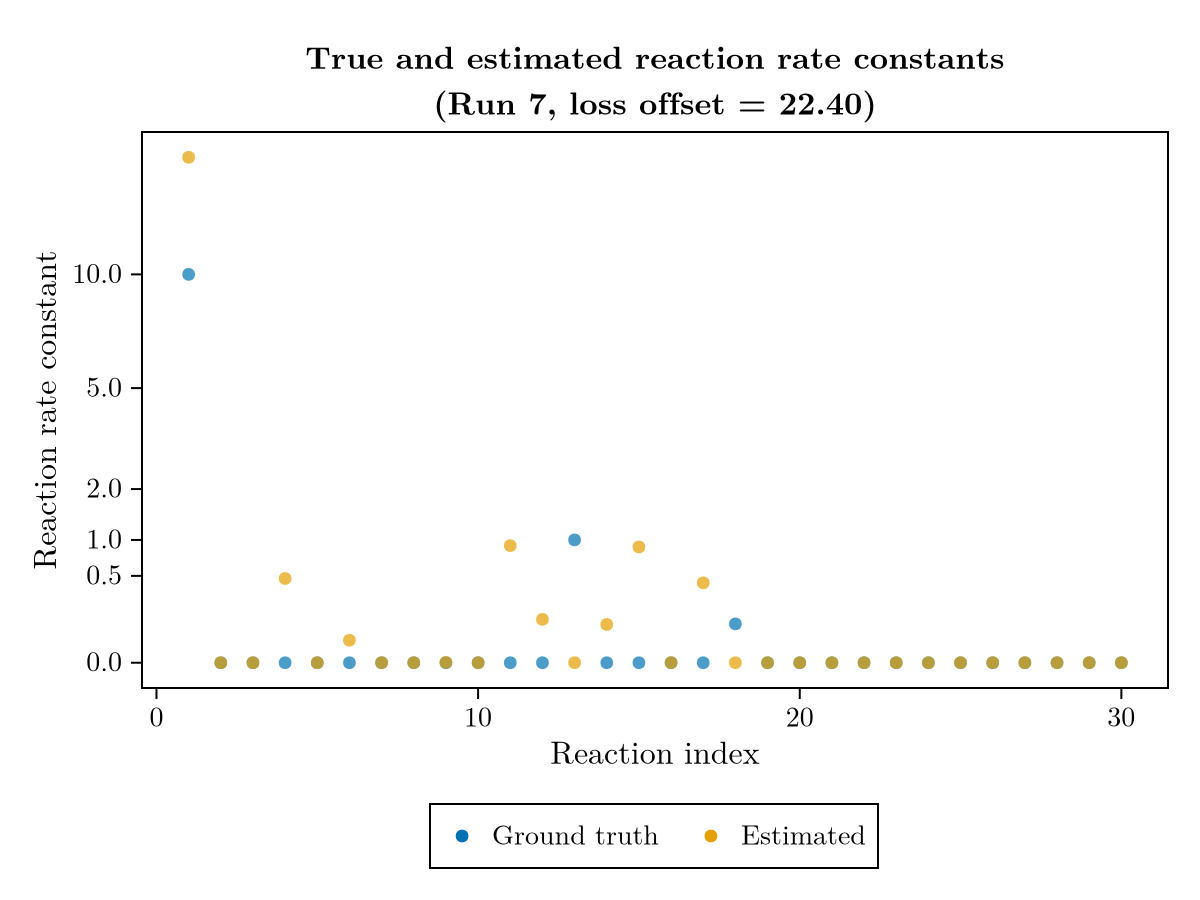 True and estimated reaction rate constants
(Run 7, loss offset = 22.40)
Reaction rate constant
10.0
5.0
2.0
1.0
0.5
0.0
0 10 20 30
Reaction index
Ground truth Estimated